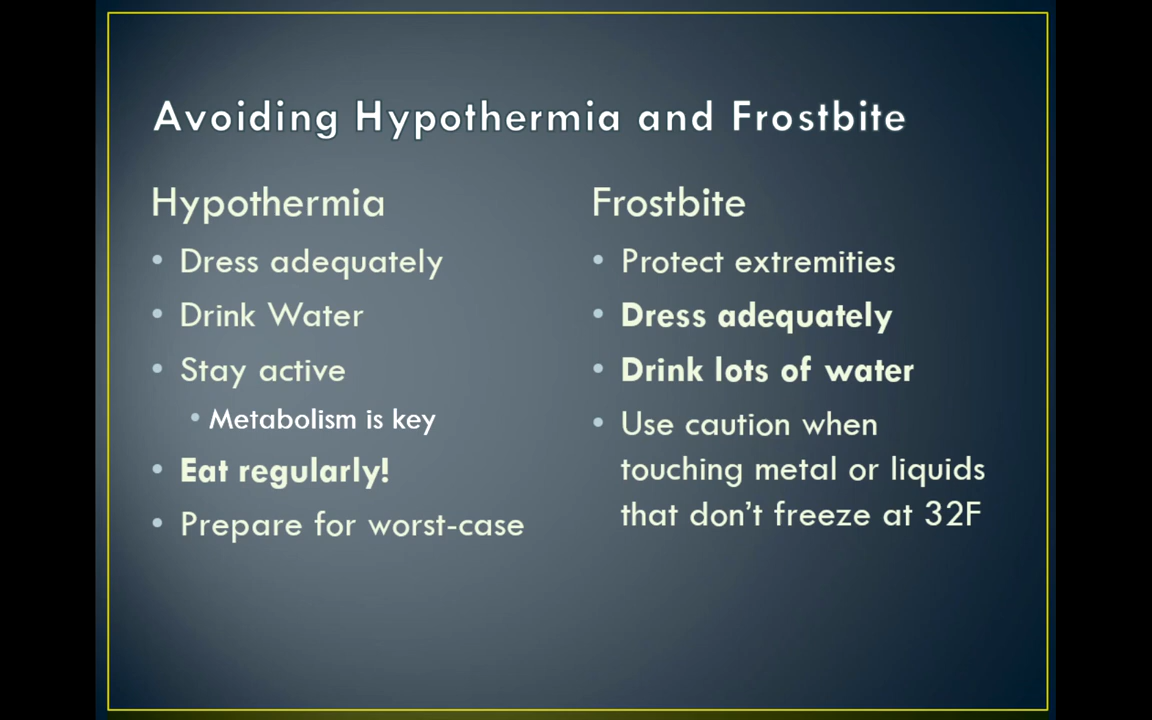 Avoiding Hypothermia and Frostbite
Hypothermia
• Dress adequately
• Drink Water
• Stay active
• Metabolism is key
• Eat regularly!
• Prepare for worst-case
Frostbite
• Protect extremities
• Dress adequately
• Drink lots of water
• Use caution when
touching metal or liquids
that don't freeze at 32F